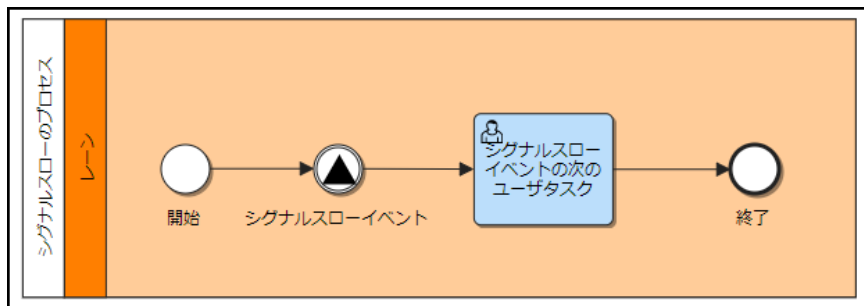 シグナルスローのプロセス
レーン
開始
シグナルスローイベント
シグナルスロー
イベントの次の
ユーザタスク
終了